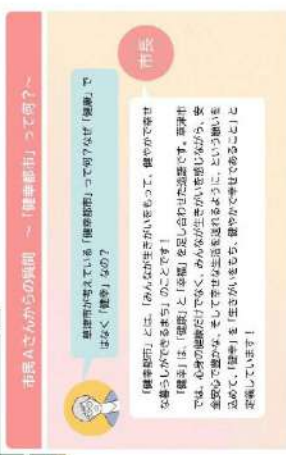 市民Aさんからの質問 ～「健幸都市」って何？～
草津市が考えている「健幸都市」って何？なぜ「健康」で
はなく「健幸」なの？
市長
「健幸都市」とは、「みんなが生きがいをもって、健やかで幸せ
な暮らしができるまち」のことです！
「健幸」は、「健康」と「幸福」を足し合わせた造語です。草津市
では、心身の健康だけでなく、みんなが生きがいを感じながら、安
全安心で豊かな、そして幸せな生活を送れるように、という願いを
込めて、「健幸」を「生きがいをもち、健やかで幸せであること」と
定義しています！